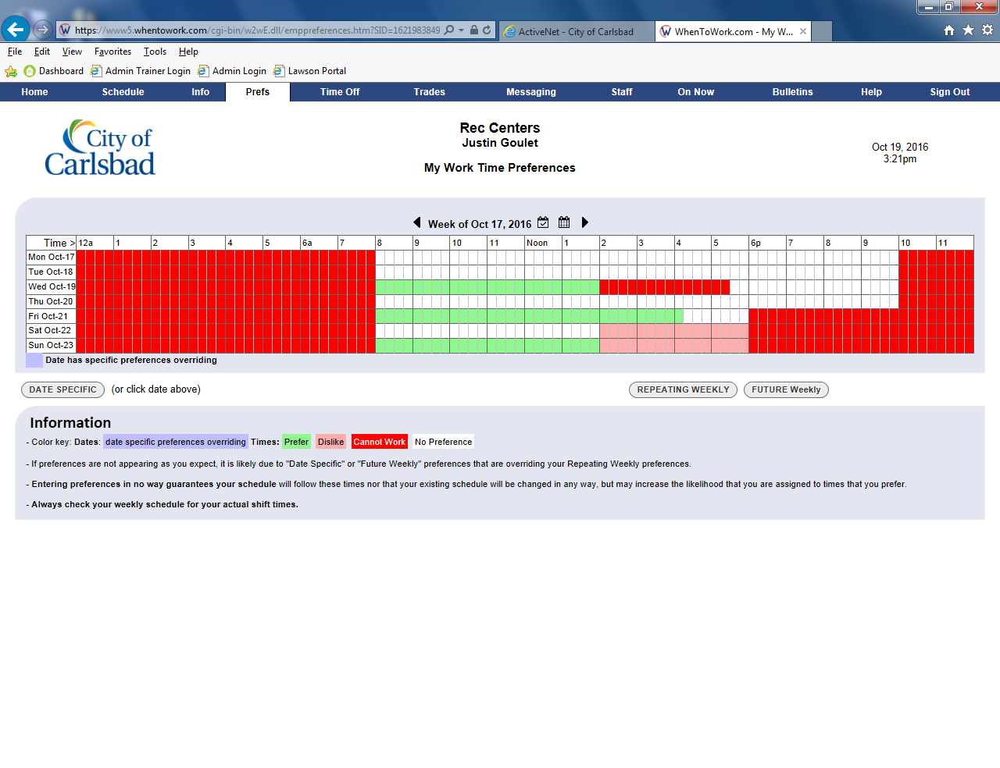 https://www5.whentowork.com/cgi-bin/w2wE.dll/emppreferences.htm?SID=1621983849
ActiveNet - City of Carlsbad
WhenToWork.com - My W...
File Edit View Favorites Tools Help
Dashboard Admin Trainer Login Admin Login Lawson Portal
Home Schedule Info Prefs Time Off Trades Messaging Staff On Now Bulletins Help Sign Out
City of
Carlsbad
Rec Centers
Justin Goulet
My Work Time Preferences
Oct 19, 2016
3:21pm
Week of Oct 17, 2016
Time > 12a 1 2 3 4 5 6a 7 8 9 10 11 Noon 1 2 3 4 5 6p 7 8 9 10 11
Mon Oct-17
Tue Oct-18
Wed Oct-19
Thu Oct-20
Fri Oct-21
Sat Oct-22
Sun Oct-23
Date has specific preferences overriding
DATE SPECIFIC (or click date above) REPEATING WEEKLY FUTURE Weekly
Information
- Color key: Dates: date specific preferences overriding Times: Prefer Dislike Cannot Work No Preference
- If preferences are not appearing as you expect, it is likely due to "Date Specific" or "Future Weekly" preferences that are overriding your Repeating Weekly preferences.
- Entering preferences in no way guarantees your schedule will follow these times nor that your existing schedule will be changed in any way, but may increase the likelihood that you are assigned to times that you prefer.
- Always check your weekly schedule for your actual shift times.